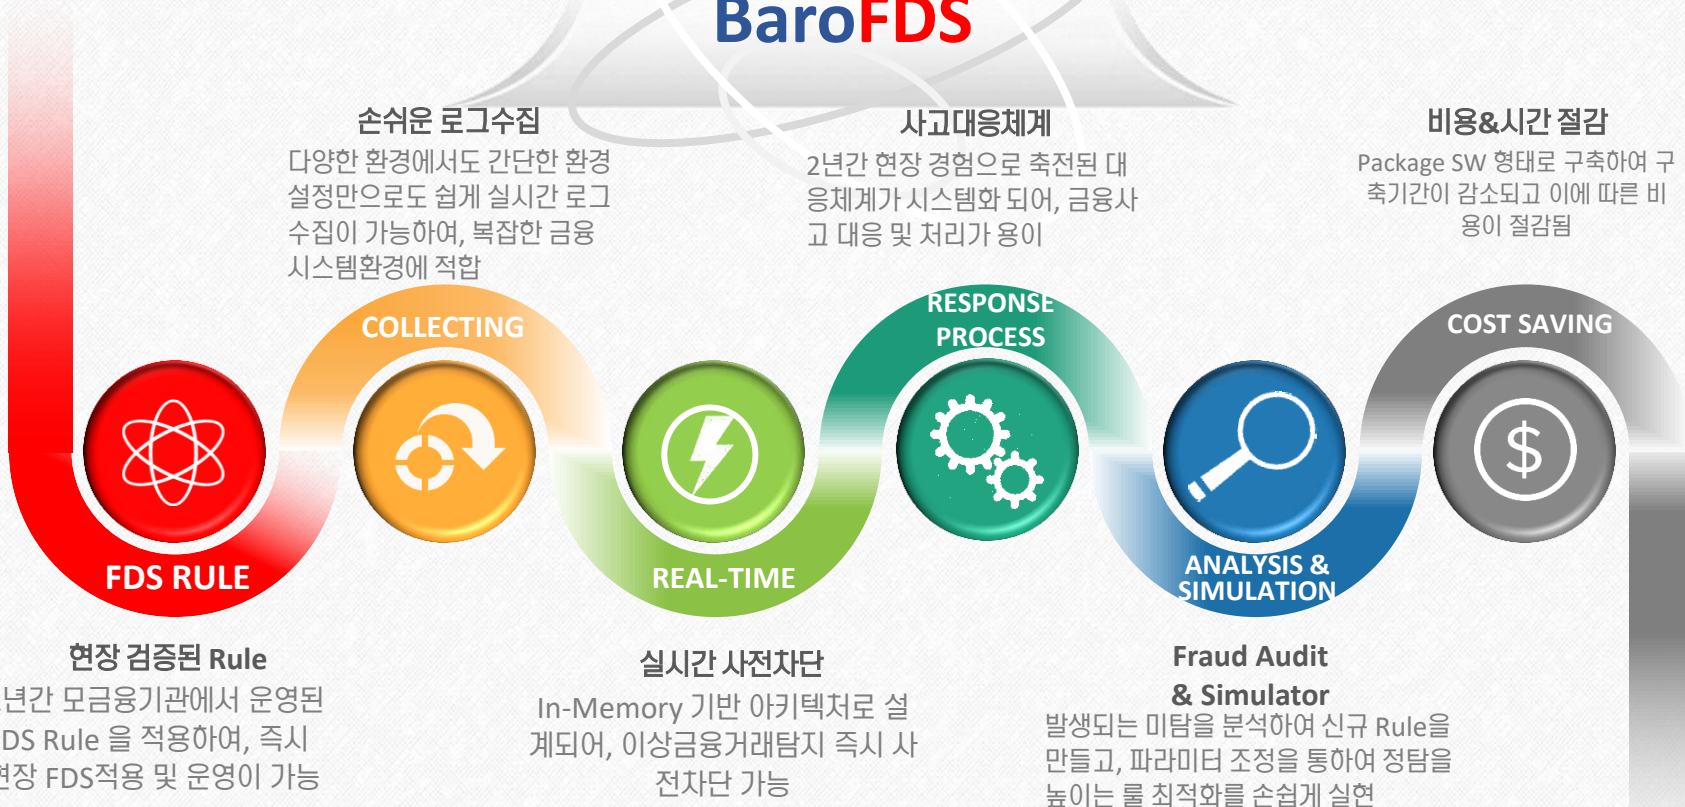 BaroFDS
손쉬운 로그수집
다양한 환경에서도 간단한 환경
설정만으로도 쉽게 실시간 로그
수집이 가능하여, 복잡한 금융
시스템환경에 적합
사고대응체계
2년간 현장 경험으로 축전된 대
응체계가 시스템화 되어, 금융사
고 대응 및 처리가 용이
비용&시간 절감
Package SW 형태로 구축하여 구
축기간이 감소되고 이에 따른 비
용이 절감됨
COLLECTING
RESPONSE
PROCESS
COST SAVING
$
FDS RULE
REAL-TIME
ANALYSIS &
SIMULATION
현장 검증된 Rule
년간 모금융기관에서 운영된
DS Rule 을 적용하여, 즉시
현장 FDS적용 및 운영이 가능
실시간 사전차단
In-Memory 기반 아키텍처로 설
계되어, 이상금융거래탐지 즉시 사
전차단 가능
Fraud Audit
& Simulator
발생되는 미탐을 분석하여 신규 Rule을
만들고, 파라미터 조정을 통하여 정탐을
높이는 룰 최적화를 손쉽게 실현